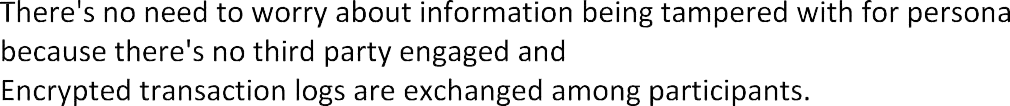 There's no need to worry about information being tampered with for persona
because there's no third party engaged and
Encrypted transaction logs are exchanged among participants.